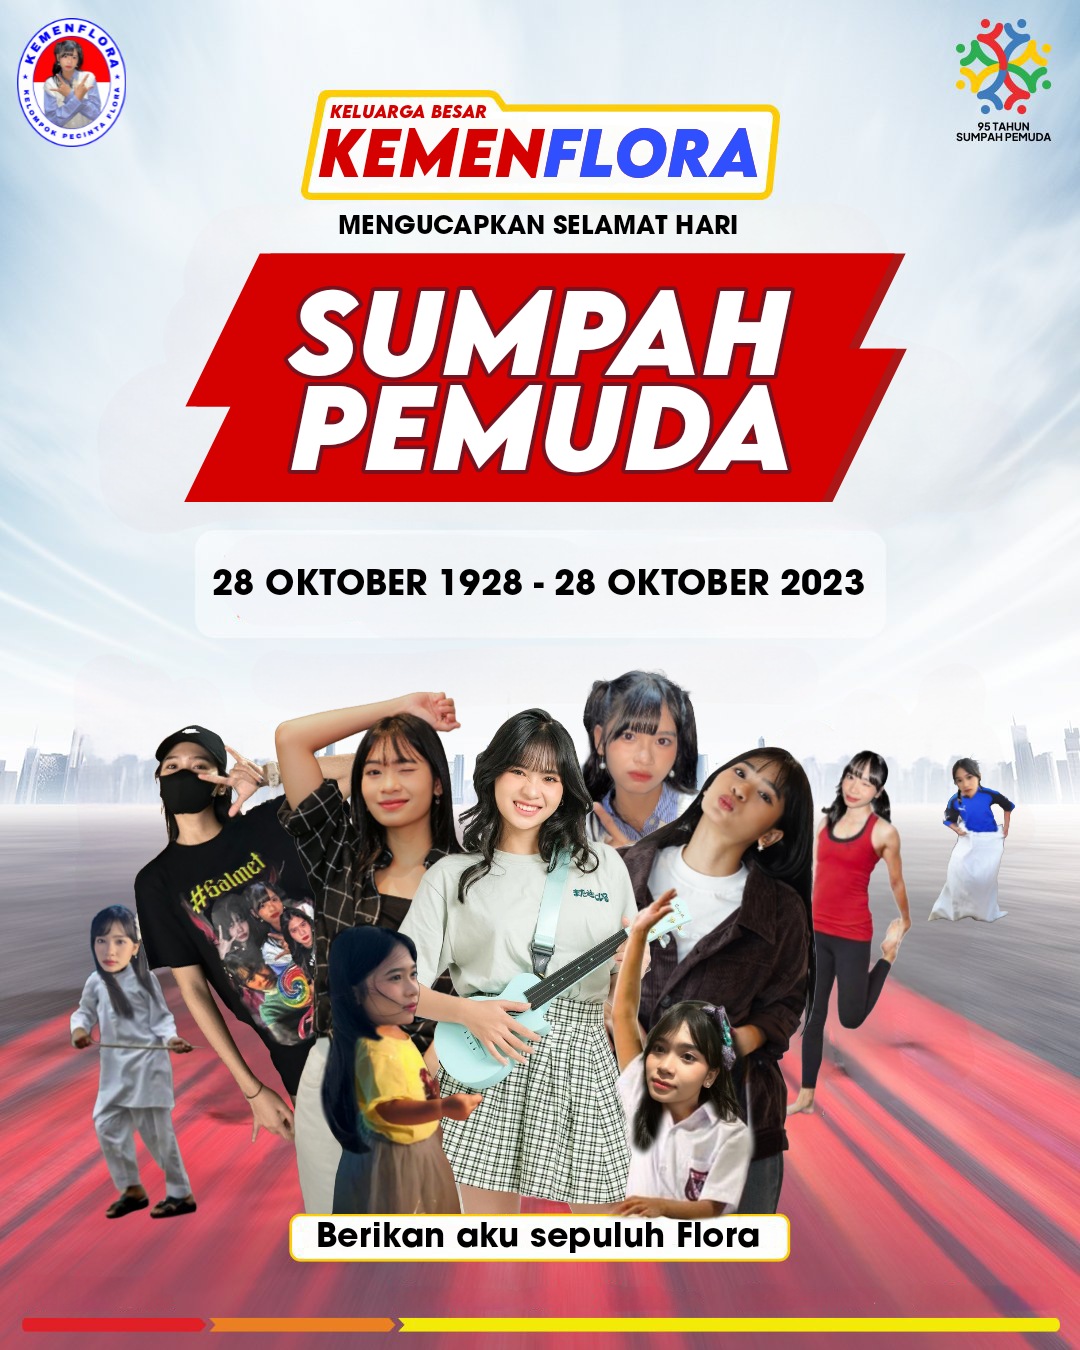 KEMENFLORA
KELOMPOK PECINTA FLORA
95 TAHUN
SUMPAH PEMUDA
KELUARGA BESAR
KEMENFLORA
MENGUCAPKAN SELAMAT HARI
SUMPAH
PEMUDA
28 OKTOBER 1928 - 28 OKTOBER 2023
#Galmet
Berikan aku sepuluh Flora